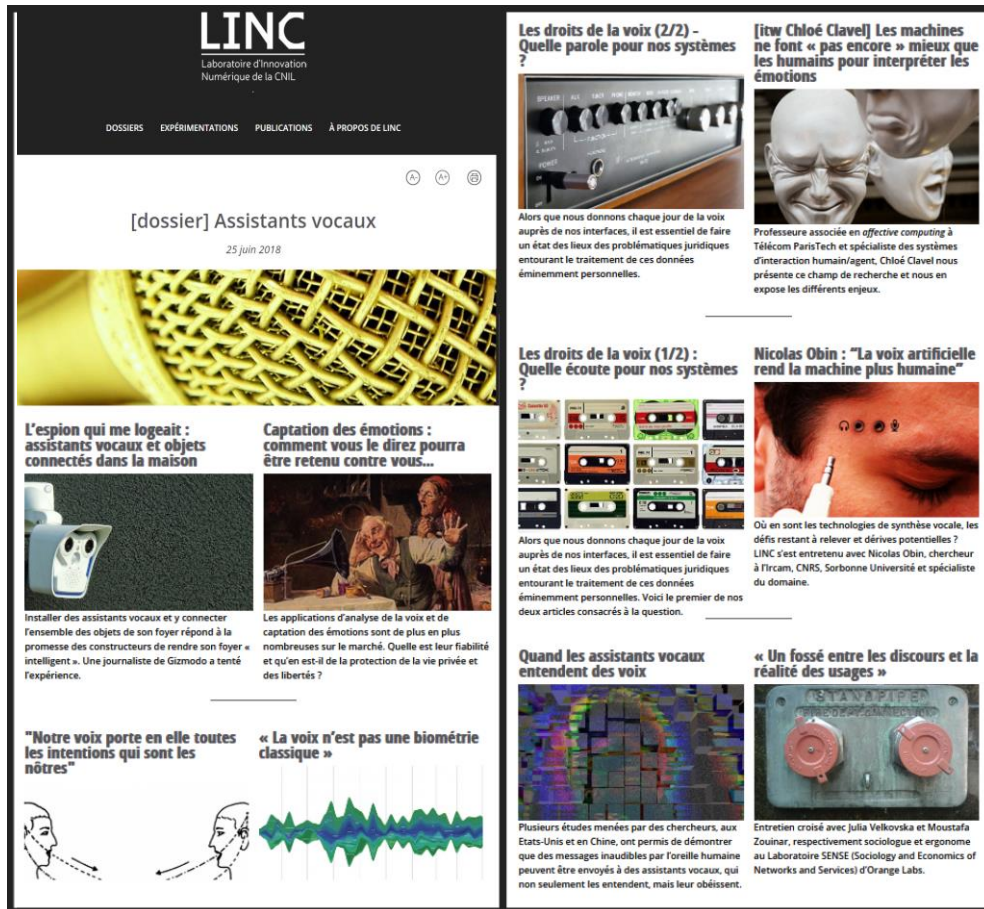 LINC
Laboratoire d'Innovation
Numérique de la CNIL
DOSSIERS EXPÉRIMENTATIONS PUBLICATIONS À PROPOS DE LINC
A- A+
[dossier] Assistants vocaux
25 juin 2018
L'espion qui me logeait :
assistants vocaux et objets
connectés dans la maison
Installer des assistants vocaux et y connecter
l'ensemble des objets de son foyer répond à la
promesse des constructeurs de rendre son foyer «
intelligent ». Une journaliste de Gizmodo a tenté
l'expérience.
Captation des émotions :
comment vous le direz pourra
être retenu contre vous...
Les applications d'analyse de la voix et de
captation des émotions sont de plus en plus
nombreuses sur le marché. Quelle est leur fiabilité
et qu'en est-il de la protection de la vie privée et
des libertés ?
"Notre voix porte en elle toutes
les intentions qui sont les
nôtres"
« La voix n'est pas une biométrie
classique »
Les droits de la voix (2/2) -
Quelle parole pour nos systèmes
?
SPEAKER
POWER
Alors que nous donnons chaque jour de la voix
auprès de nos interfaces, il est essentiel de faire
un état des lieux des problématiques juridiques
entourant le traitement de ces données
éminemment personnelles.
[itw Chloé Clavel] Les machines
ne font « pas encore » mieux que
les humains pour interpréter les
émotions
Professeure associée en affective computing à
Télécom ParisTech et spécialiste des systèmes
d'interaction humain/agent, Chloé Clavel nous
présente ce champ de recherche et nous en
expose les différents enjeux.
Les droits de la voix (1/2) :
Quelle écoute pour nos systèmes
?
Alors que nous donnons chaque jour de la voix
auprès de nos interfaces, il est essentiel de faire
un état des lieux des problématiques juridiques
entourant le traitement de ces données
éminemment personnelles. Voici le premier de nos
deux articles consacrés à la question.
Nicolas Obin : "La voix artificielle
rend la machine plus humaine"
Où en sont les technologies de synthèse vocale, les
défis restant à relever et dérives potentielles ?
LINC s'est entretenu avec Nicolas Obin, chercheur
à l'Ircam, CNRS, Sorbonne Université et spécialiste
du domaine.
Quand les assistants vocaux
entendent des voix
Plusieurs études menées par des chercheurs, aux
Etats-Unis et en Chine, ont permis de démontrer
que des messages inaudibles par l'oreille humaine
peuvent être envoyés à des assistants vocaux, qui
non seulement les entendent, mais leur obéissent.
« Un fossé entre les discours et la
réalité des usages »
STANDPIPE
Entretien croisé avec Julia Velkovska et Moustafa
Zouinar, respectivement sociologue et ergonome
au Laboratoire SENSE (Sociology and Economics of
Networks and Services) d'Orange Labs.